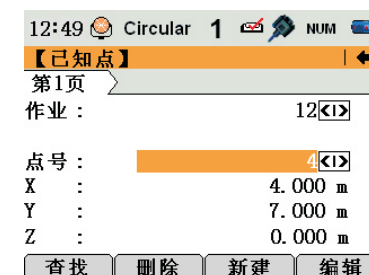 12:49 Circular 1 NUM
【已知点】
第1页
作业： 12
点号： 4
X ： 4.000 m
Y ： 7.000 m
Z ： 0.000 m
查找 删除 新建 编辑